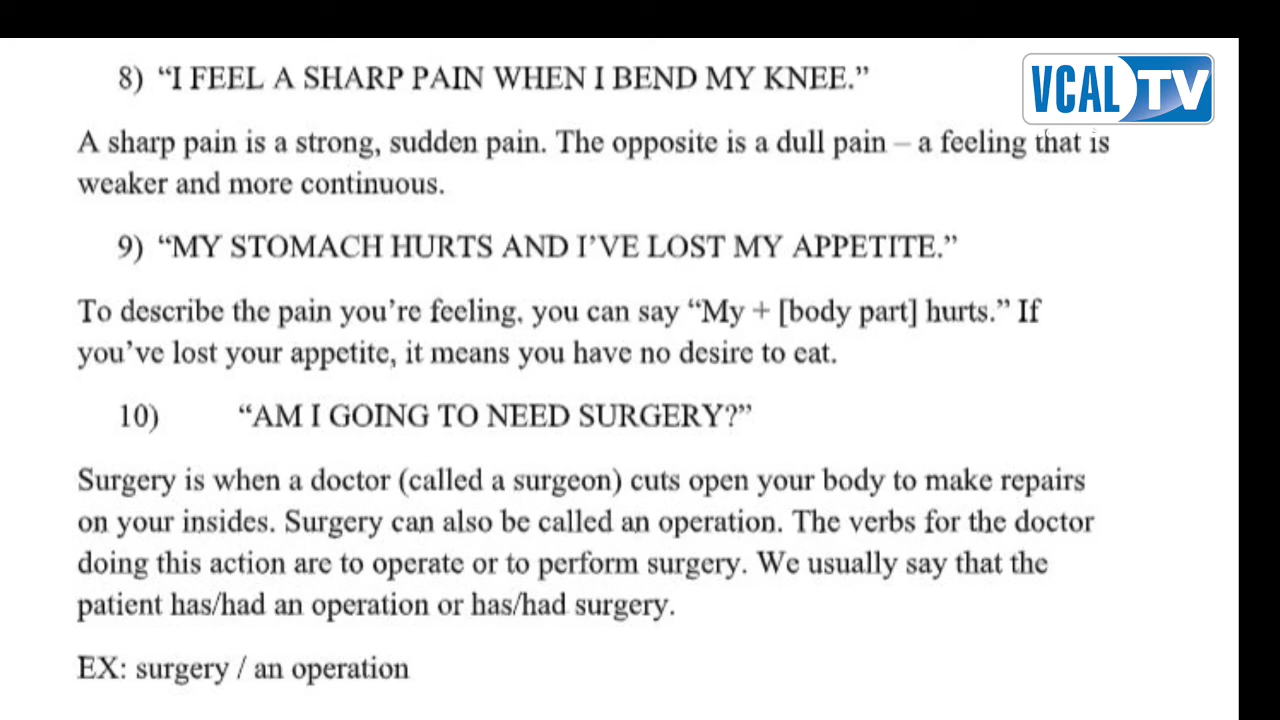 VCAL TV
8) “I FEEL A SHARP PAIN WHEN I BEND MY KNEE.”
A sharp pain is a strong, sudden pain. The opposite is a dull pain – a feeling that is
weaker and more continuous.
9) “MY STOMACH HURTS AND I’VE LOST MY APPETITE.”
To describe the pain you’re feeling, you can say “My + [body part] hurts.” If
you’ve lost your appetite, it means you have no desire to eat.
10) “AM I GOING TO NEED SURGERY?”
Surgery is when a doctor (called a surgeon) cuts open your body to make repairs
on your insides. Surgery can also be called an operation. The verbs for the doctor
doing this action are to operate or to perform surgery. We usually say that the
patient has/had an operation or has/had surgery.
EX: surgery / an operation